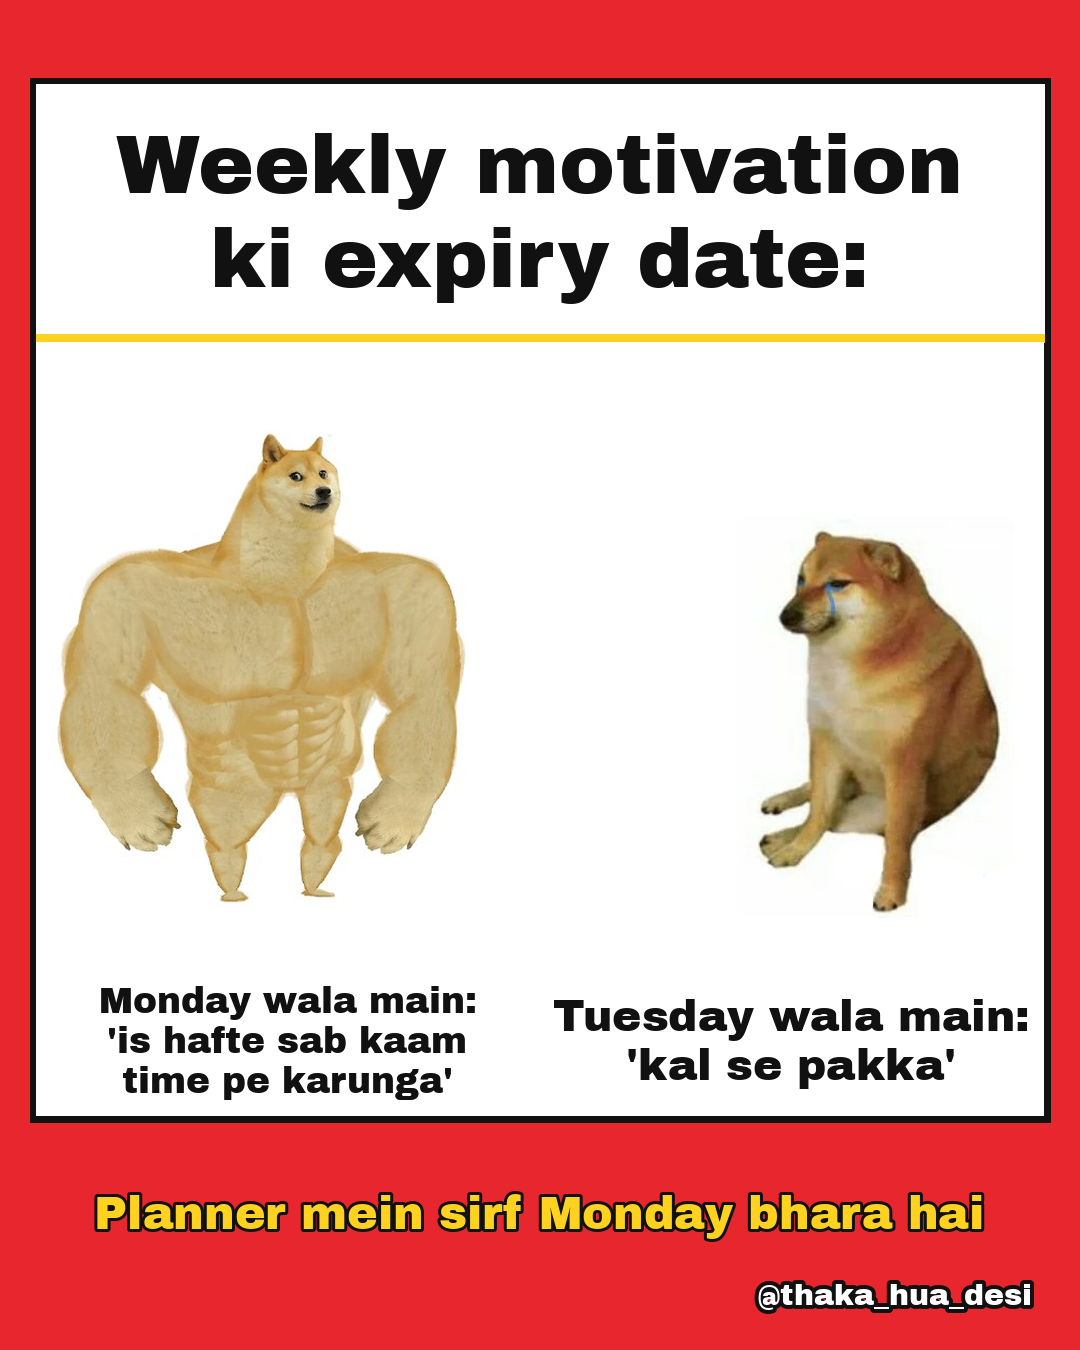 Weekly motivation
ki expiry date:
Monday wala main:
'is hafte sab kaam
time pe karunga'
Tuesday wala main:
'kal se pakka'
Planner mein sirf Monday bhara hai
@thaka_hua_desi